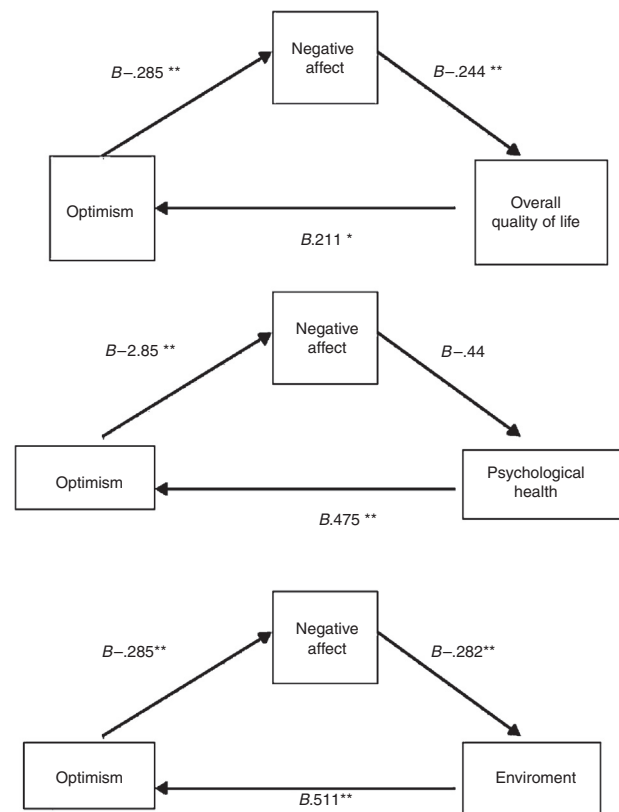 Negative
affect
B–.285 **
B–.244 **
Optimism
Overall
quality of life
B.211 *
Negative
affect
B–2.85 **
B–.44
Optimism
Psychological
health
B.475 **
Negative
affect
B–.285**
B–.282**
Optimism
Enviroment
B.511**